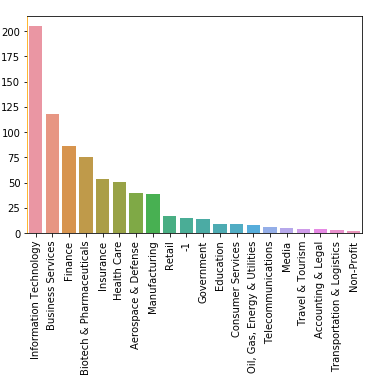 200
175
150
125
100
75
50
25
0
Information Technology
Business Services
Finance
Biotech & Pharmaceuticals
Insurance
Health Care
Aerospace & Defense
Manufacturing
Retail
-1
Government
Education
Consumer Services
Oil, Gas, Energy & Utilities
Telecommunications
Media
Travel & Tourism
Accounting & Legal
Transportation & Logistics
Non-Profit